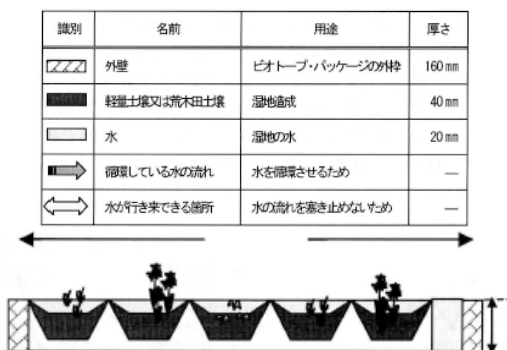 識別 名前 用途 厚さ
外壁 ビオトープ・パッケージの外枠 160mm
軽量土壌又は荒木田土壌 湿地造成 40mm
水 湿地の水 20mm
循環している水の流れ 水を循環させるため —
水が行き来できる箇所 水の流れを塞き止めないため —